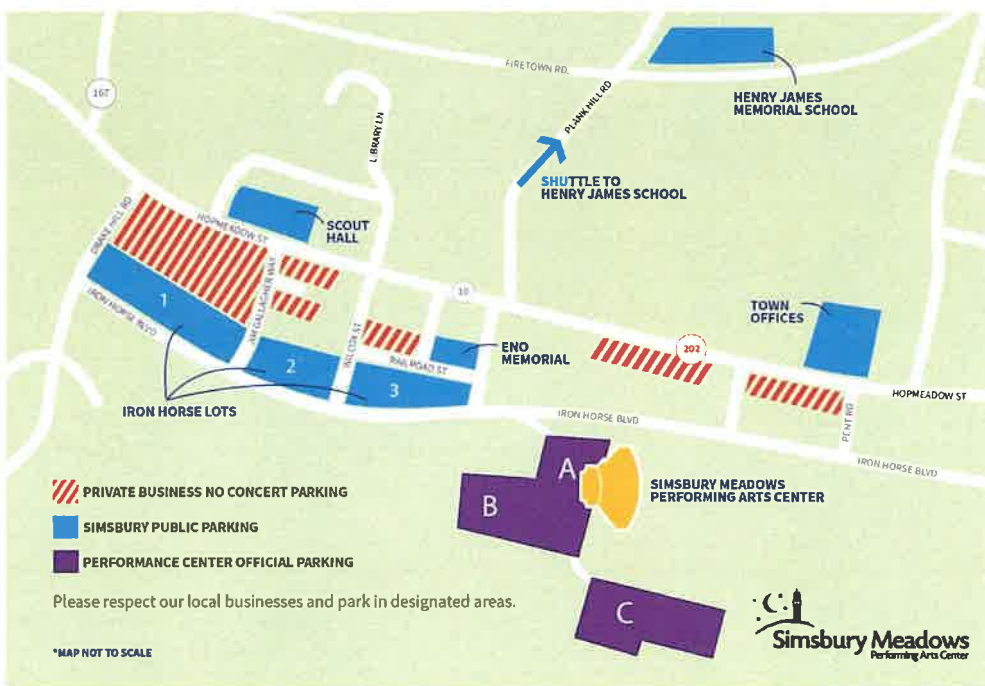 FIRETOWN RD.
167
PLANK HILL RD
HENRY JAMES
MEMORIAL SCHOOL
LIBRARY LN
SHUTTLE TO
HENRY JAMES SCHOOL
DRAKE HILL RD
HOPMEADOW ST
SCOUT
HALL
JIM GALLAGHER WAY
10
1
IRON HORSE BLVD
TOWN
OFFICES
WILCOX ST
202
ENO
MEMORIAL
RAILROAD ST
2
3
HOPMEADOW ST
IRON HORSE LOTS
IRON HORSE BLVD
PENT RD
IRON HORSE BLVD
A
B
C
SIMSBURY MEADOWS
PERFORMING ARTS CENTER
PRIVATE BUSINESS NO CONCERT PARKING
SIMSBURY PUBLIC PARKING
PERFORMANCE CENTER OFFICIAL PARKING
Please respect our local businesses and park in designated areas.
*MAP NOT TO SCALE
Simsbury Meadows
Performing Arts Center